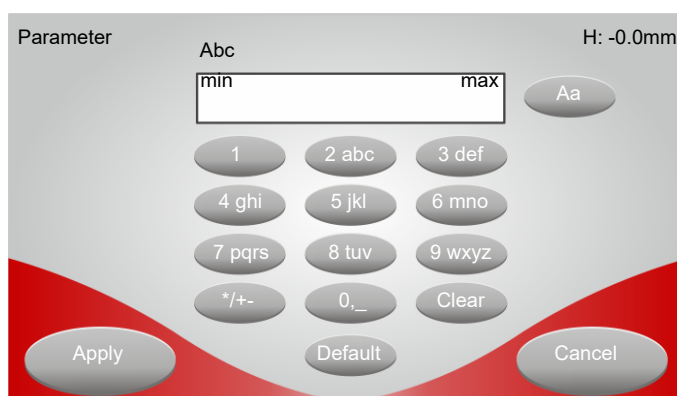 Parameter
H: -0.0mm
Abc
min
max
Aa
1
2 abc
3 def
4 ghi
5 jkl
6 mno
7 pqrs
8 tuv
9 wxyz
*/+-
0,_
Clear
Apply
Default
Cancel